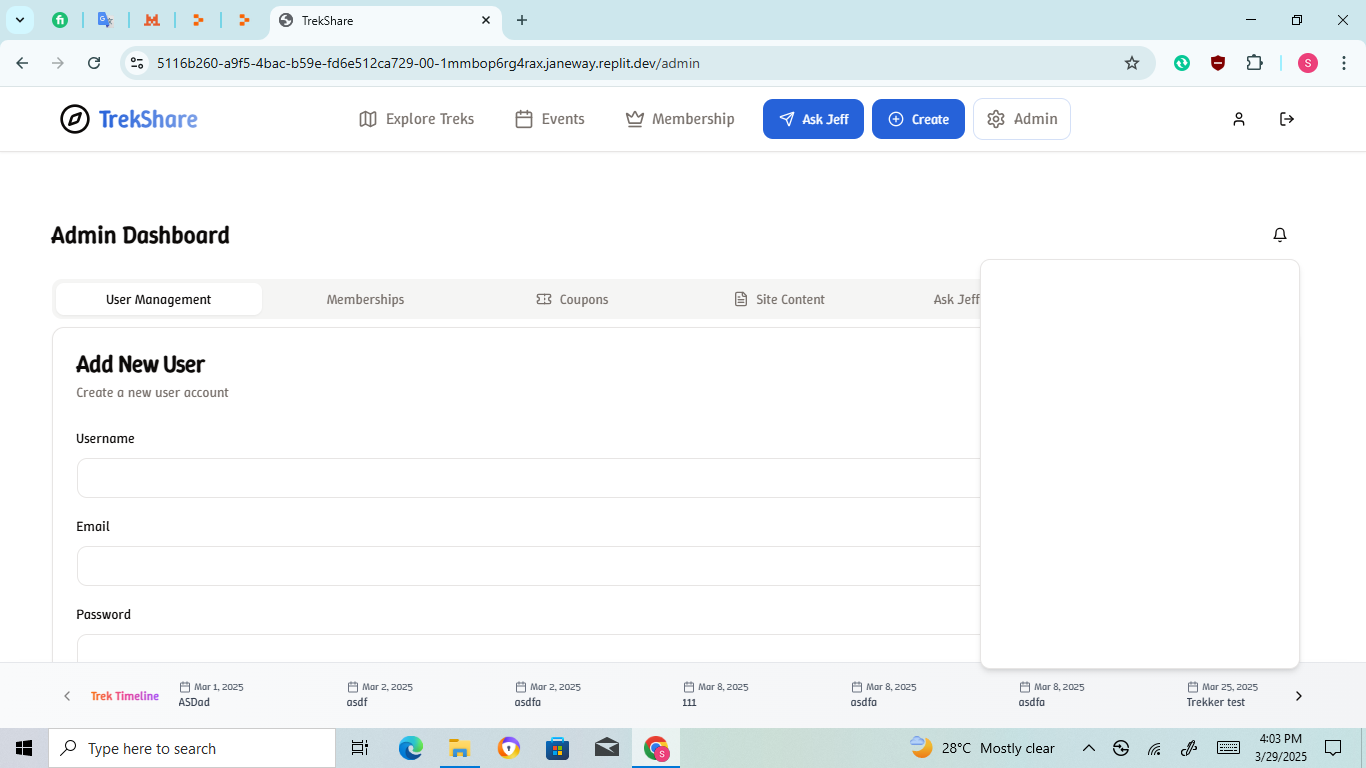 TrekShare
5116b260-a9f5-4bac-b59e-fd6e512ca729-00-1mmbop6rg4rax.janeway.replit.dev/admin
S
TrekShare
Explore Treks
Events
Membership
Ask Jeff
Create
Admin
Admin Dashboard
User Management
Memberships
Coupons
Site Content
Ask Jeff
Add New User
Create a new user account
Username
Email
Password
Trek Timeline
Mar 1, 2025
ASDad
Mar 2, 2025
asdf
Mar 2, 2025
asdfa
Mar 8, 2025
111
Mar 8, 2025
asdfa
Mar 8, 2025
asdfa
Mar 25, 2025
Trekker test
Type here to search
S
28°C Mostly clear
4:03 PM
3/29/2025